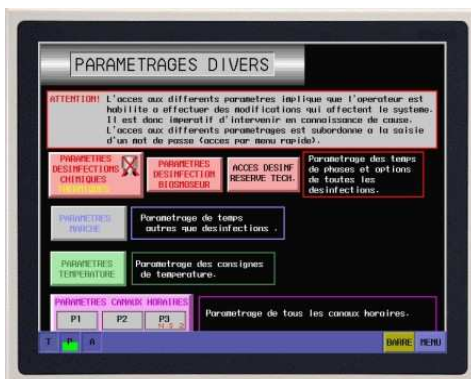 PARAMETRAGES DIVERS
ATTENTION! L'acces aux differents parametres implique que l'operateur est
habilite a effectuer des modifications qui affectent le systeme.
Il est donc imperatif d'intervenir en connaissance de cause.
L'acces aux differents parametrages est subordonne a la saisie
d'un mot de passe (acces par menu rapide).
PARAMETRES
DESINFECTIONS
CHIMIQUES
THERMIQUES
PARAMETRES
DESINFECTION
BIOSMOSEUR
ACCES DESINF
RESERVE TECH.
Parametrage des temps
de phases et options
de toutes les
desinfections.
PARAMETRES
MARCHE
Parametrage de temps
autres que desinfections .
PARAMETRES
TEMPERATURE
Parametrage des consignes
de temperature.
PARAMETRES CANAUX HORAIRES
P1
P2
P3
N S 2
Parametrage de tous les canaux horaires.
T
P
A
BARRE
MENU